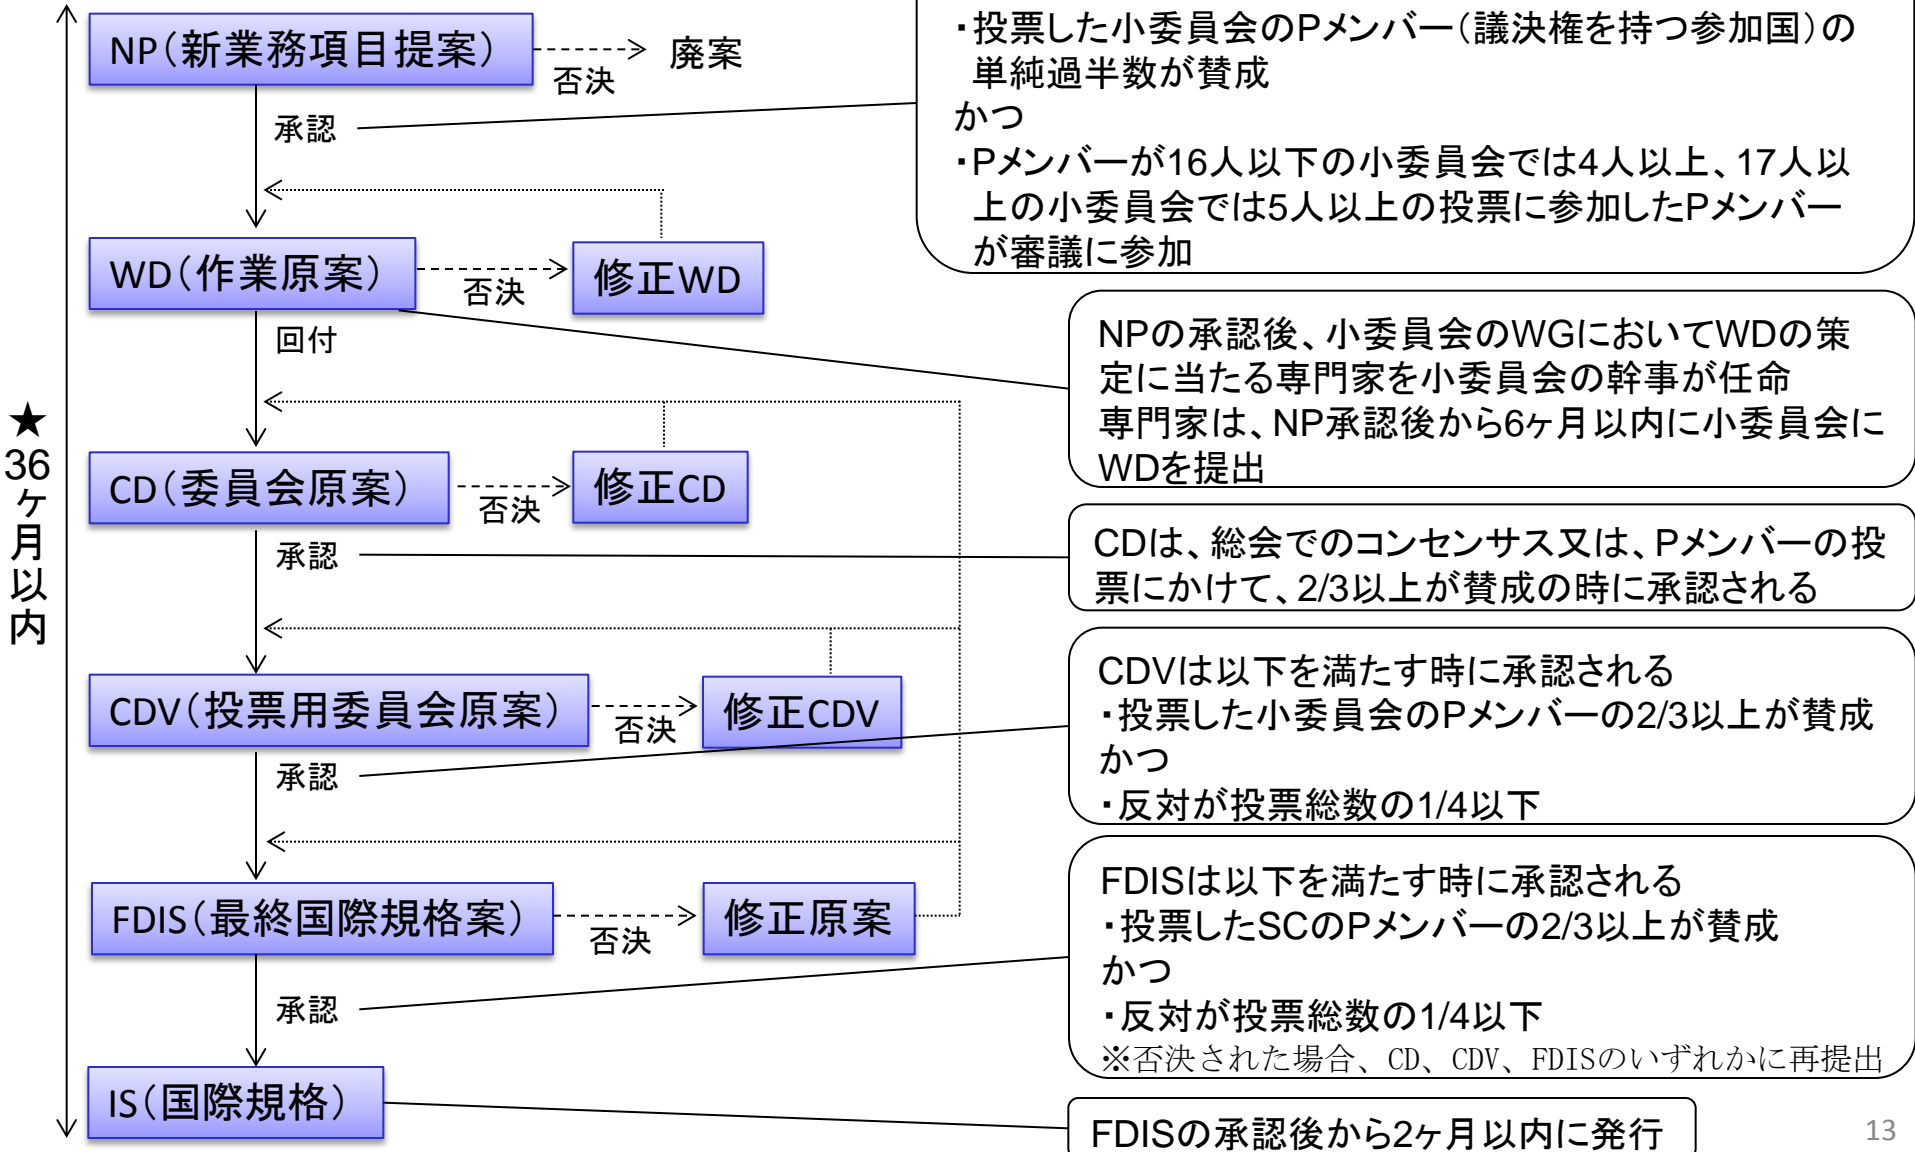 NP（新業務項目提案）
否決
廃案
承認
・投票した小委員会のPメンバー（議決権を持つ参加国）の
単純過半数が賛成
かつ
・Pメンバーが16人以下の小委員会では4人以上、17人以
上の小委員会では5人以上の投票に参加したPメンバー
が審議に参加
WD（作業原案）
否決
修正WD
回付
NPの承認後、小委員会のWGにおいてWDの策
定に当たる専門家を小委員会の幹事が任命
専門家は、NP承認後から6ヶ月以内に小委員会に
WDを提出
★36ヶ月以内
CD（委員会原案）
否決
修正CD
承認
CDは、総会でのコンセンサス又は、Pメンバーの投
票にかけて、2/3以上が賛成の時に承認される
CDV（投票用委員会原案）
否決
修正CDV
承認
CDVは以下を満たす時に承認される
・投票した小委員会のPメンバーの2/3以上が賛成
かつ
・反対が投票総数の1/4以下
FDIS（最終国際規格案）
否決
修正原案
承認
FDISは以下を満たす時に承認される
・投票したSCのPメンバーの2/3以上が賛成
かつ
・反対が投票総数の1/4以下
※否決された場合、CD、CDV、FDISのいずれかに再提出
IS（国際規格）
FDISの承認後から2ヶ月以内に発行
13